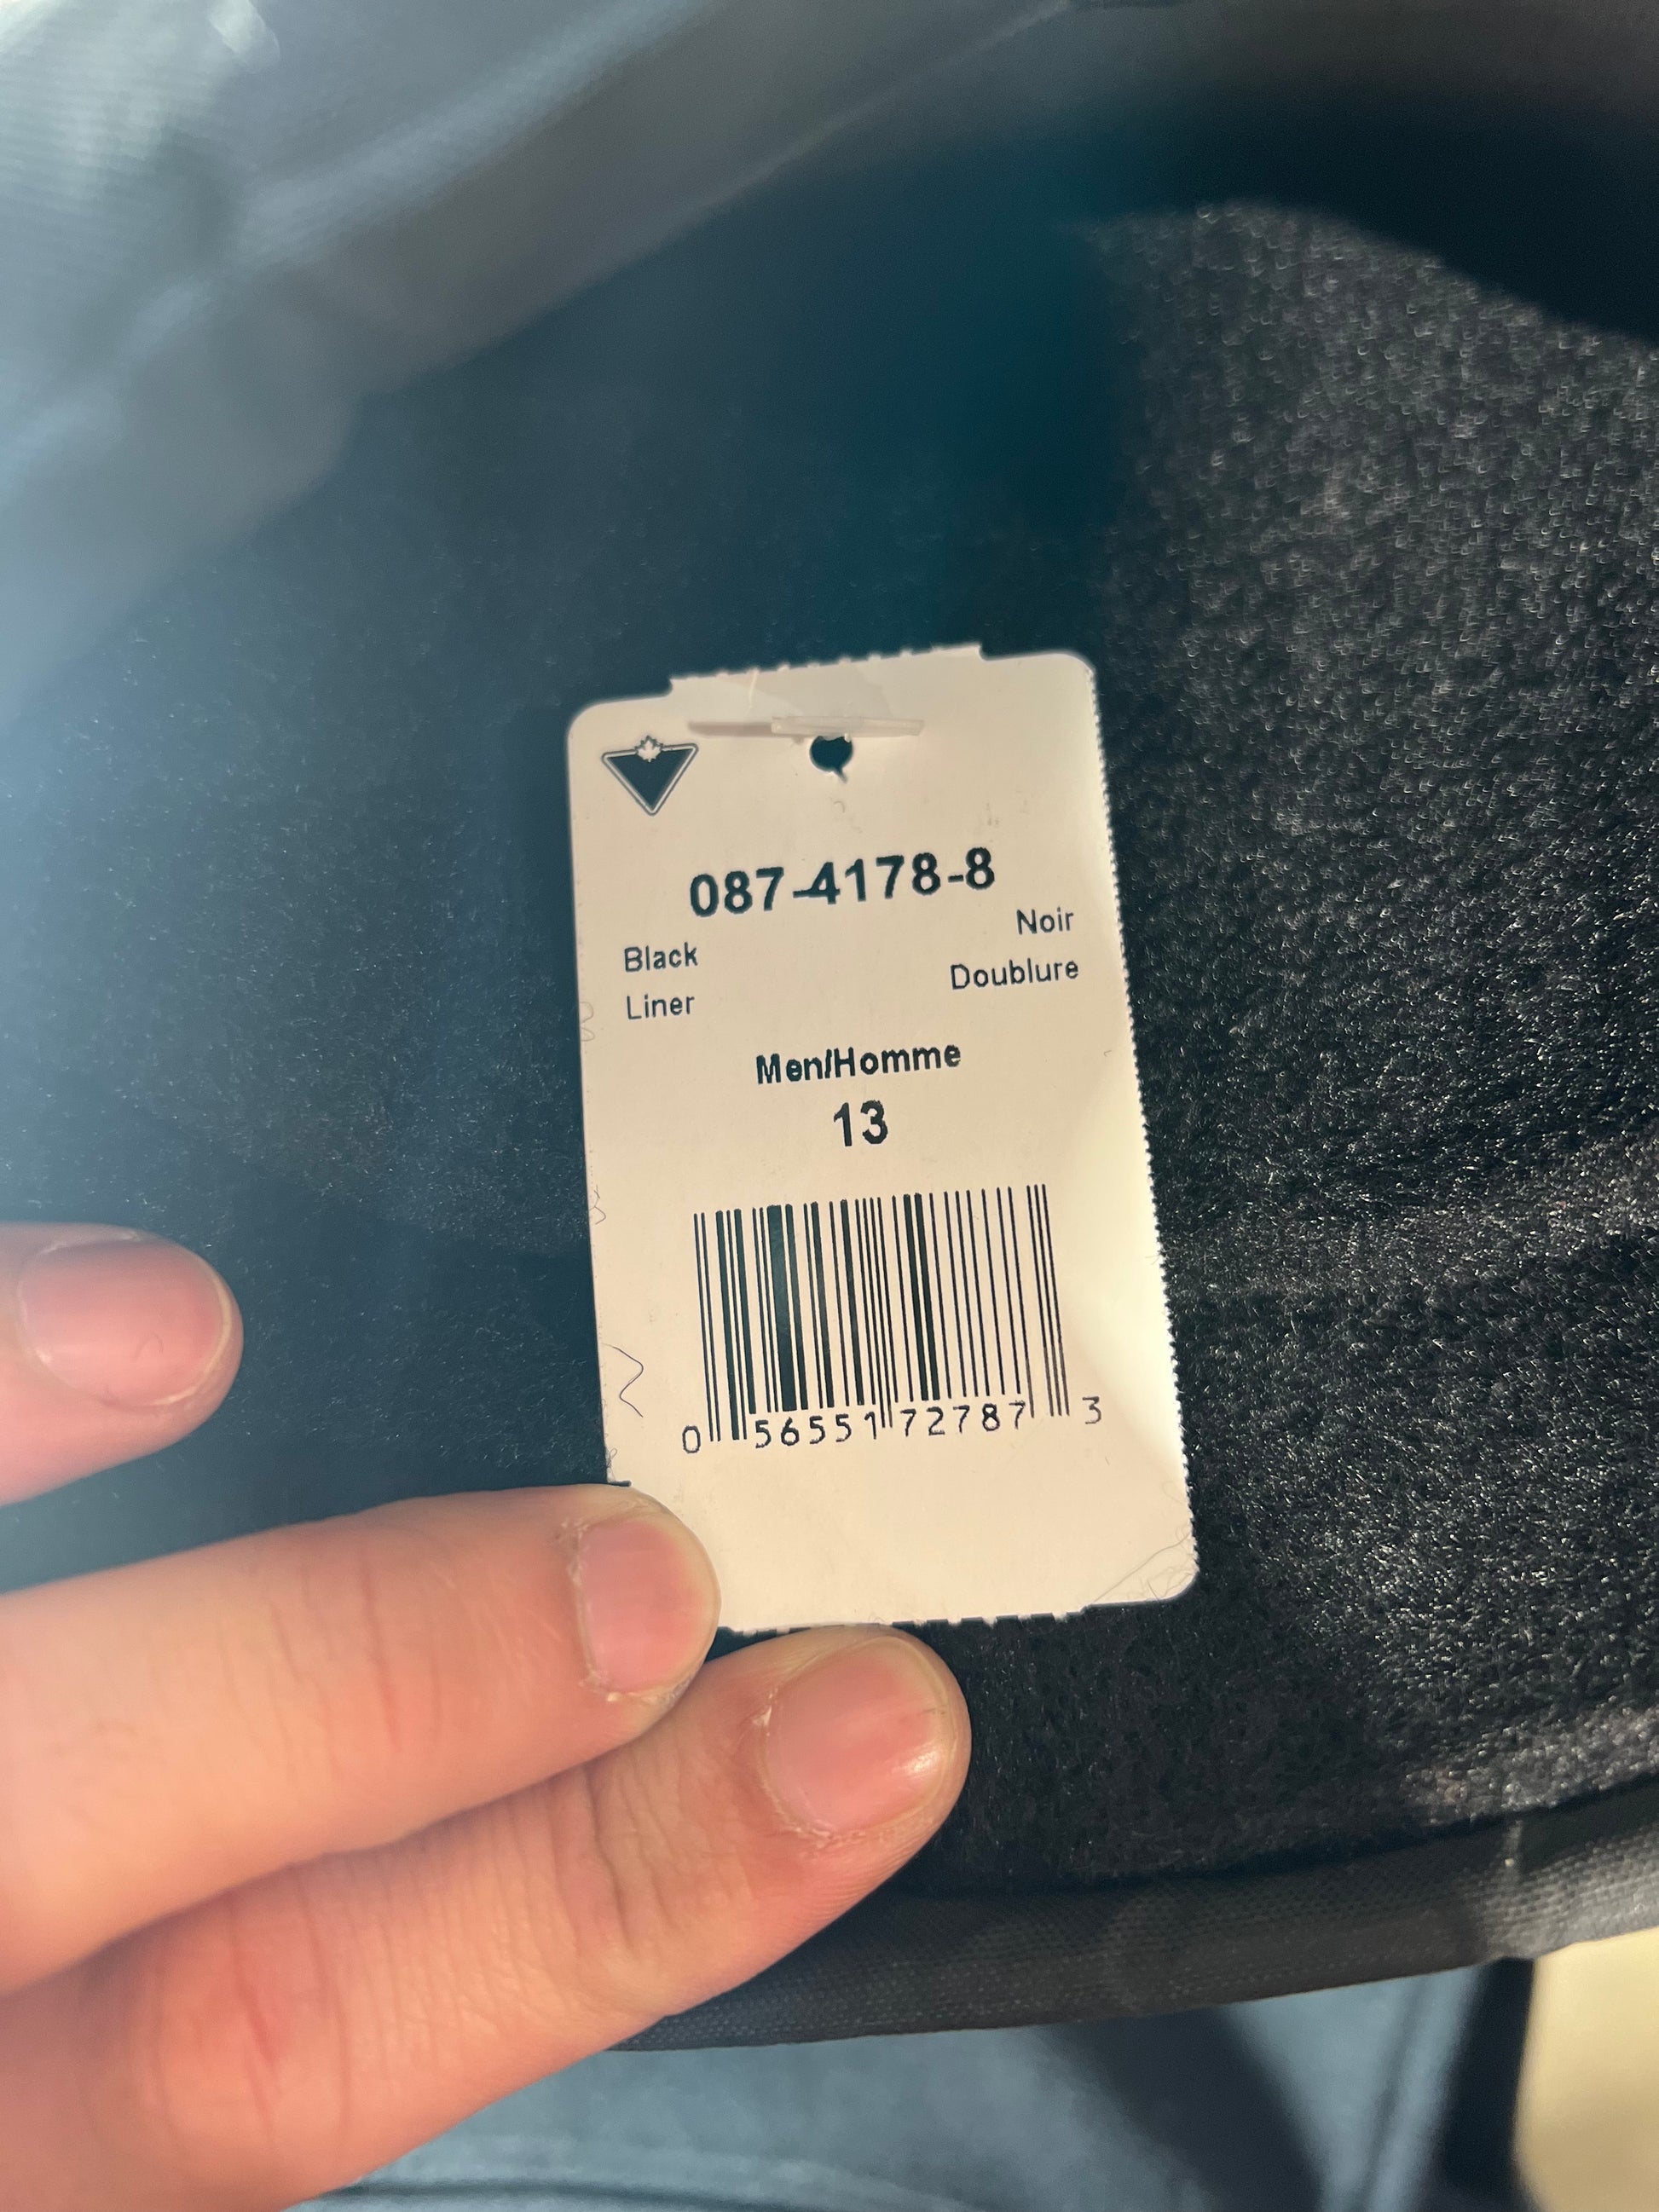 087-4178-8
Black Noir
Liner Doublure
Men/Homme
13
0 56551 72787 3